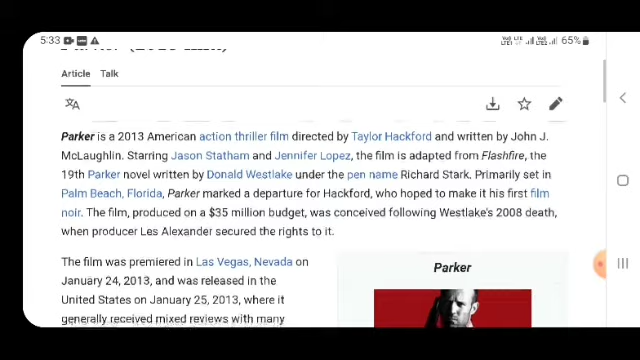 5:33
65%
Article Talk
Parker is a 2013 American action thriller film directed by Taylor Hackford and written by John J.
McLaughlin. Starring Jason Statham and Jennifer Lopez, the film is adapted from Flashfire, the
19th Parker novel written by Donald Westlake under the pen name Richard Stark. Primarily set in
Palm Beach, Florida, Parker marked a departure for Hackford, who hoped to make it his first film
noir. The film, produced on a $35 million budget, was conceived following Westlake's 2008 death,
when producer Les Alexander secured the rights to it.
The film was premiered in Las Vegas, Nevada on
January 24, 2013, and was released in the
United States on January 25, 2013, where it
generally received mixed reviews with many
Parker